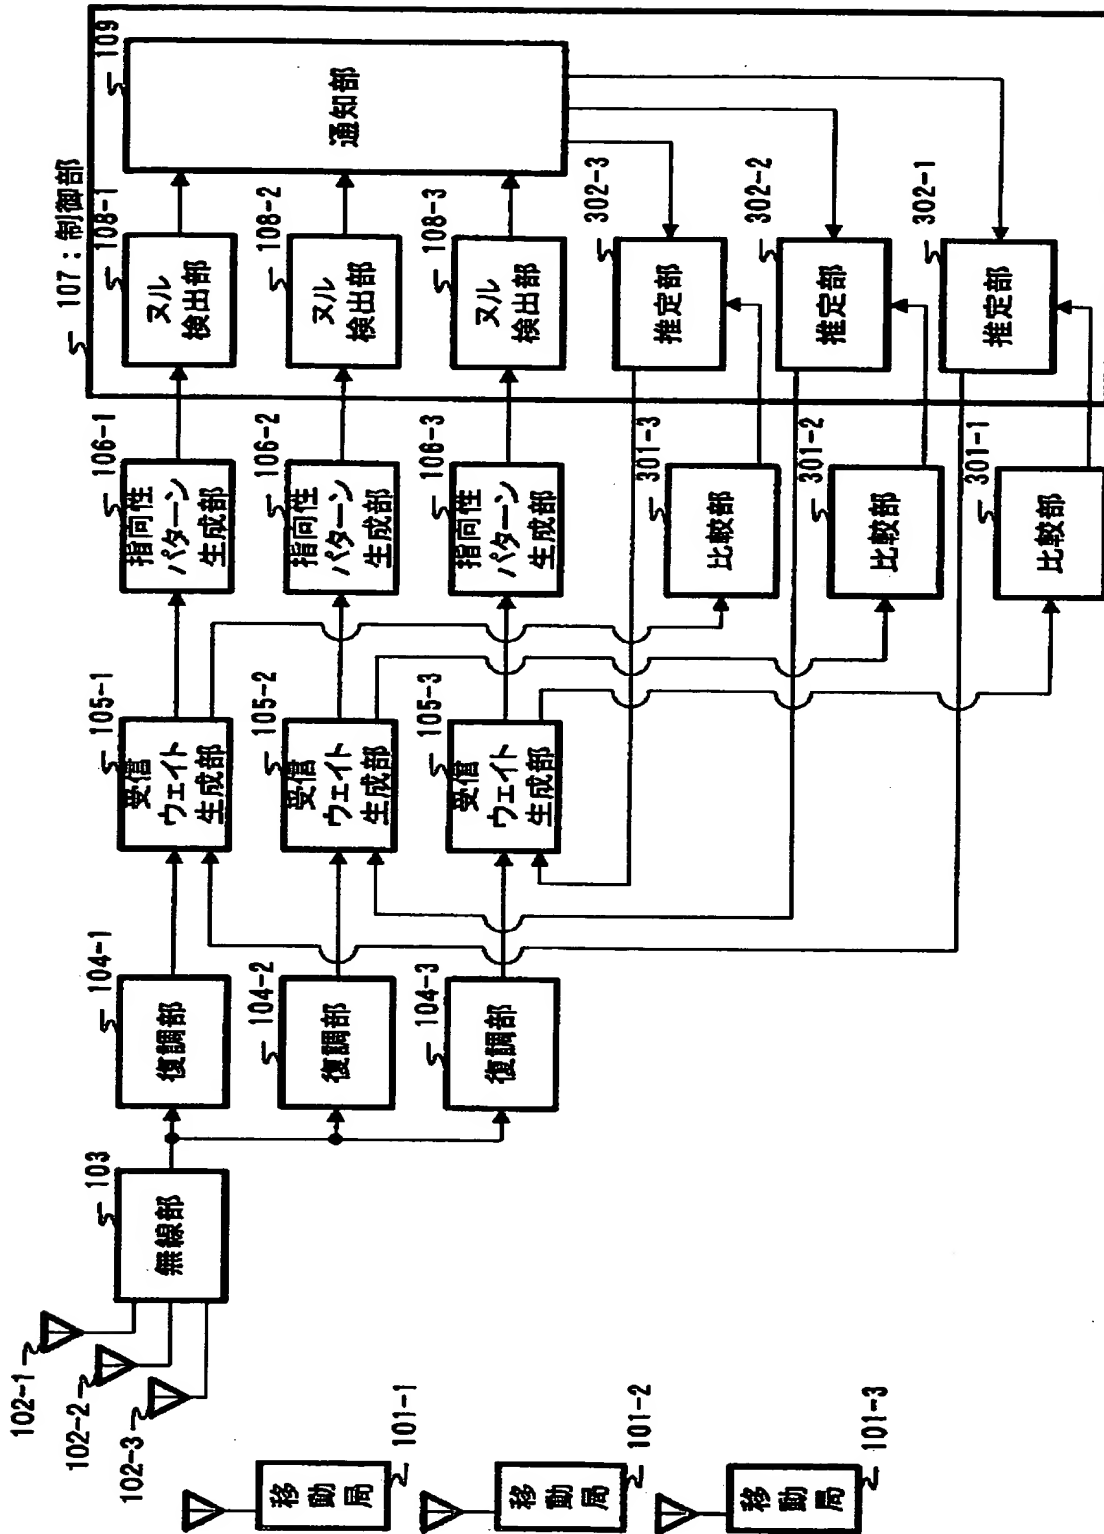 107：制御部
109
通知部
108-1
ヌル
検出部
108-2
ヌル
検出部
108-3
ヌル
検出部
302-3
推定部
302-2
推定部
302-1
推定部
106-1
指向性
パターン
生成部
106-2
指向性
パターン
生成部
106-3
指向性
パターン
生成部
301-3
比較部
301-2
比較部
301-1
比較部
105-1
受信
ウェイト
生成部
105-2
受信
ウェイト
生成部
105-3
受信
ウェイト
生成部
104-1
復調部
104-2
復調部
104-3
復調部
103
無線部
102-1
102-2
102-3
101-1
移動局
101-2
移動局
101-3
移動局